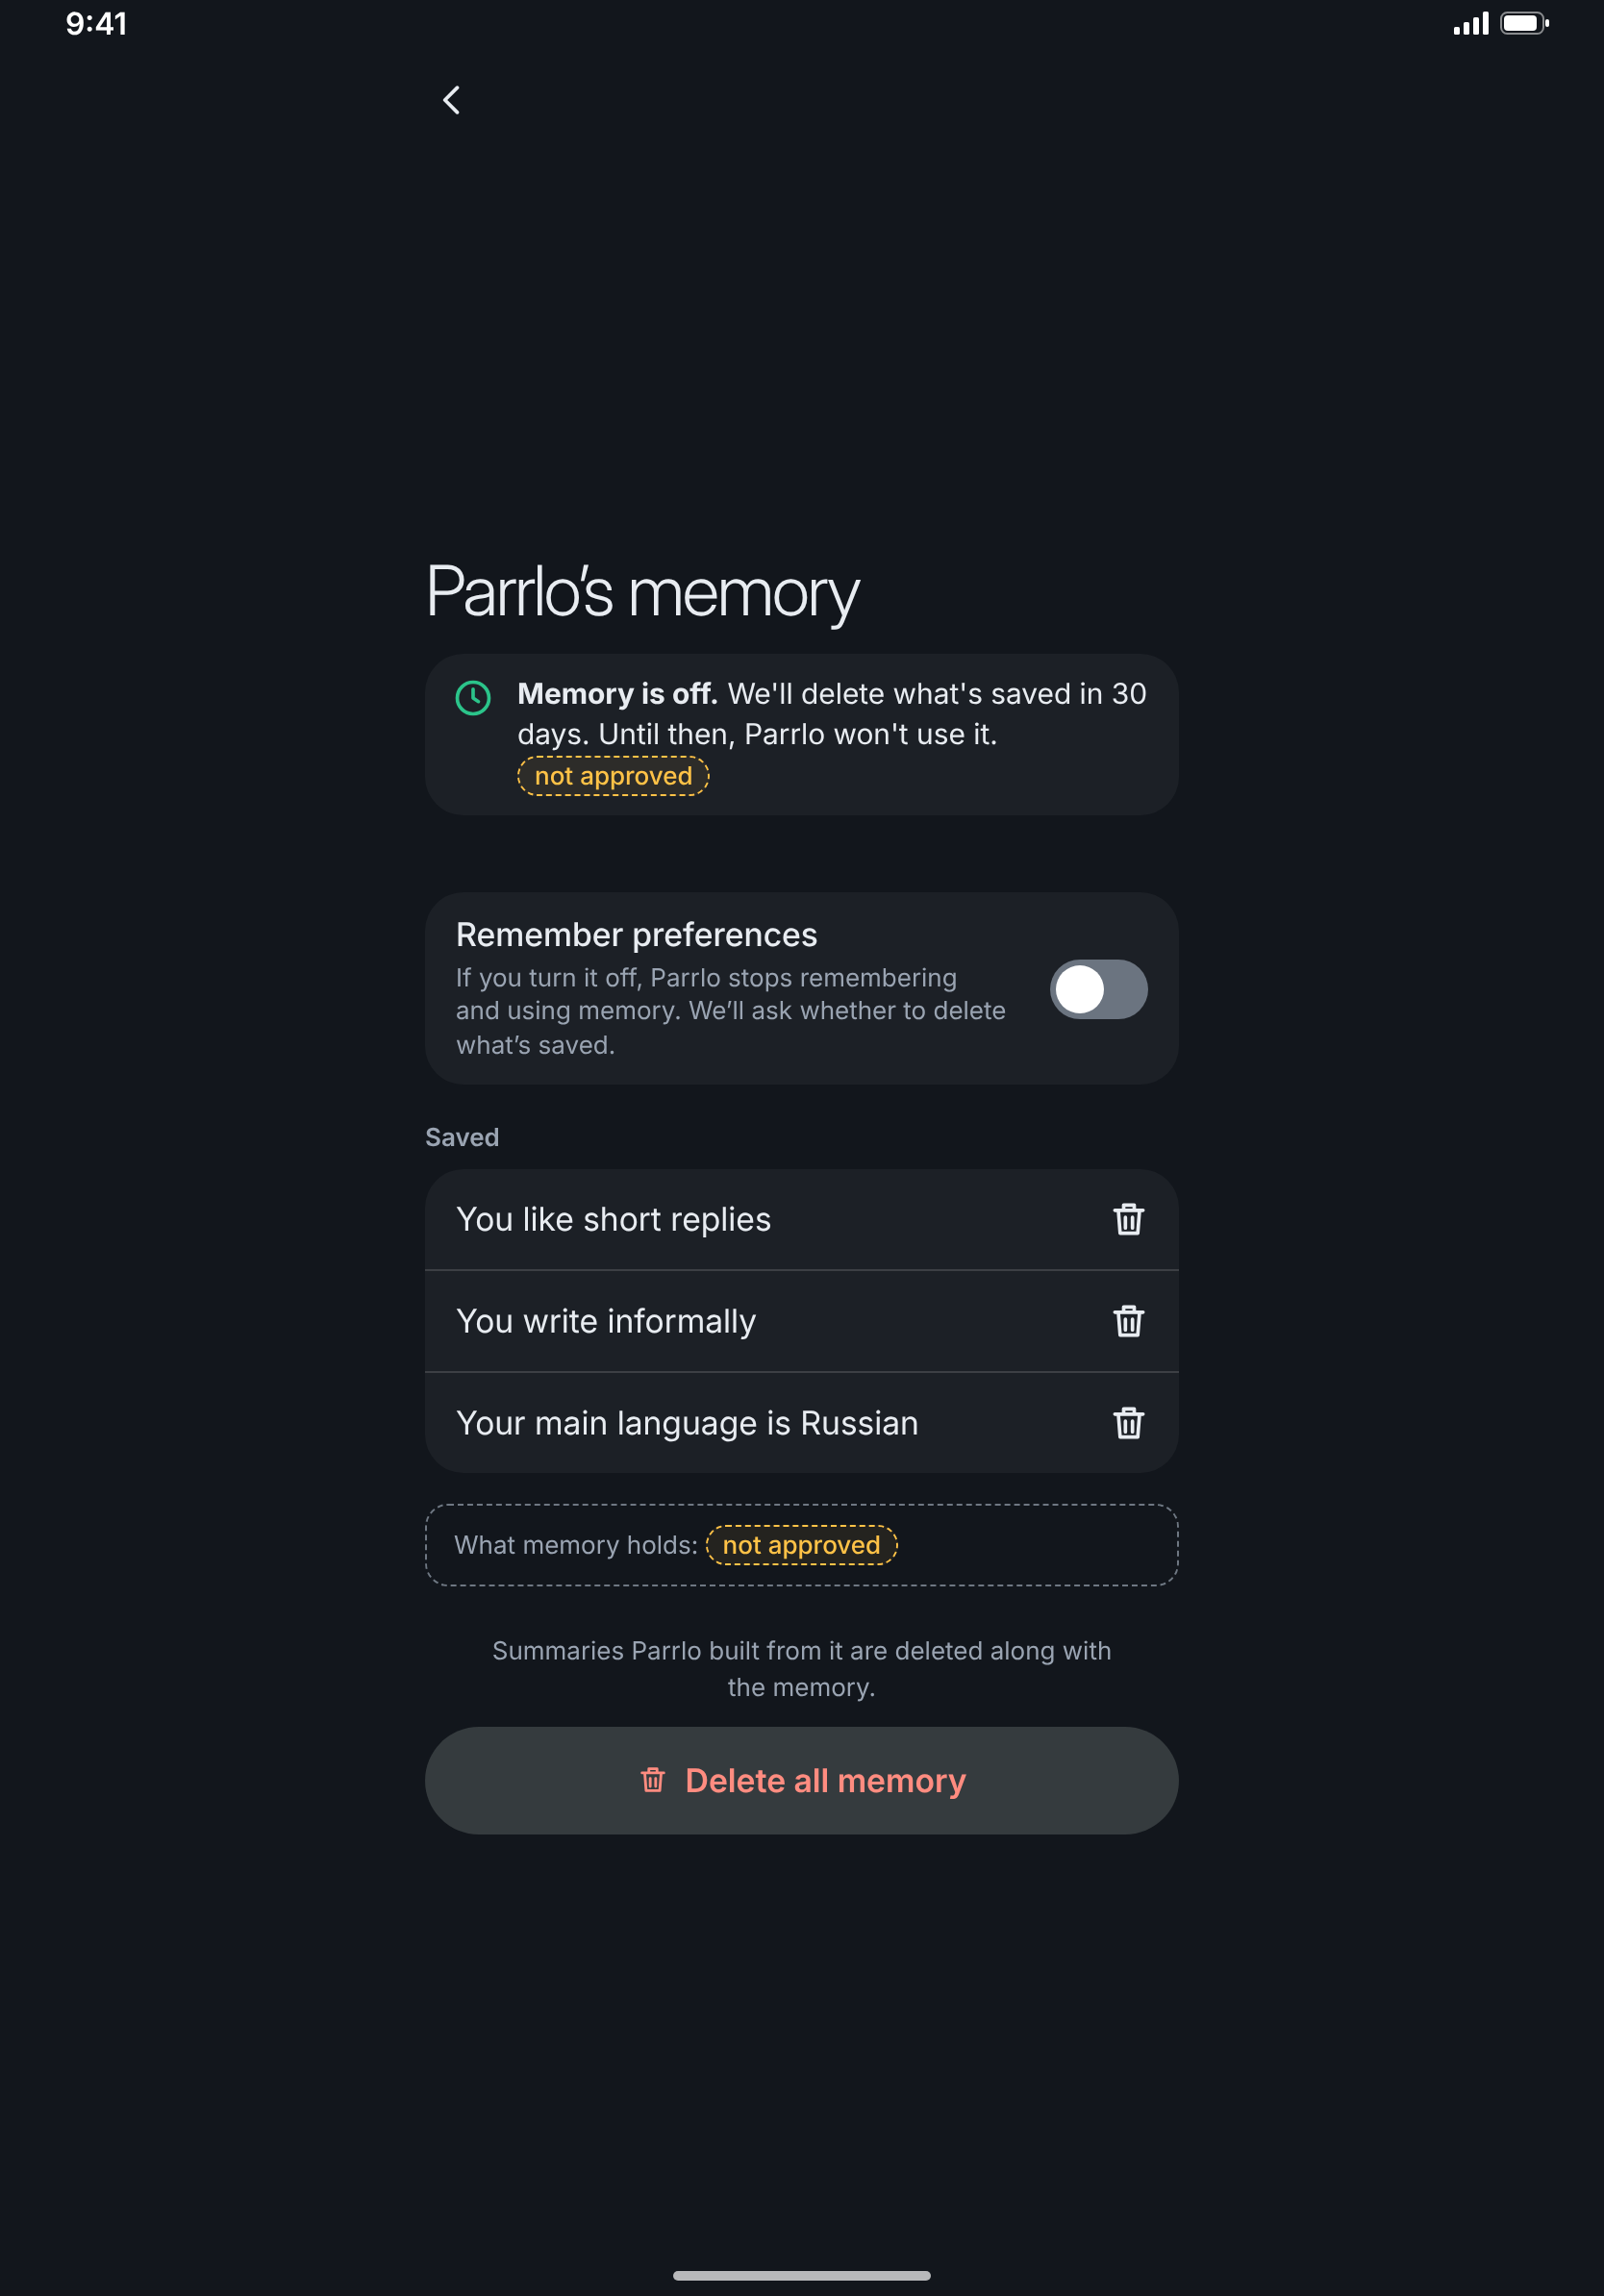 9:41
Parrlo’s memory
Memory is off. We'll delete what's saved in 30
days. Until then, Parrlo won't use it.
not approved
Remember preferences
If you turn it off, Parrlo stops remembering
and using memory. We’ll ask whether to delete
what’s saved.
Saved
You like short replies
You write informally
Your main language is Russian
What memory holds: not approved
Summaries Parrlo built from it are deleted along with
the memory.
Delete all memory